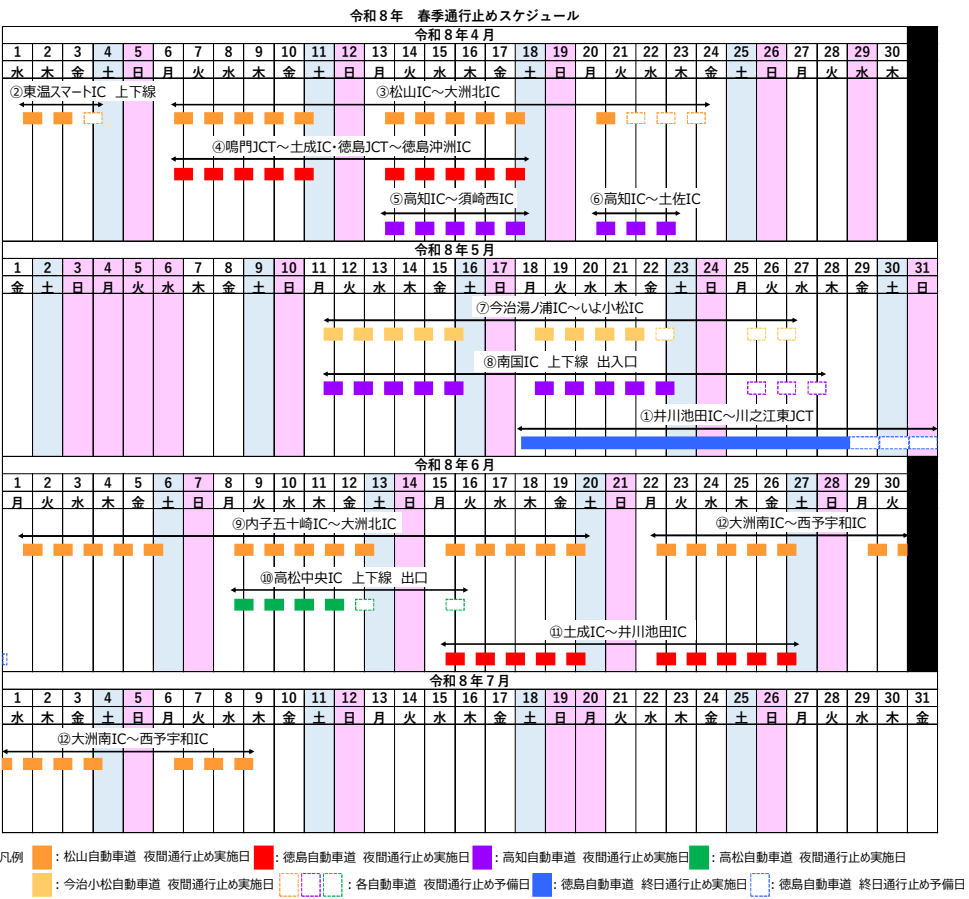 令和８年　春季通行止めスケジュール
令和８年４月
1 2 3 4 5 6 7 8 9 10 11 12 13 14 15 16 17 18 19 20 21 22 23 24 25 26 27 28 29 30
水 木 金 土 日 月 火 水 木 金 土 日 月 火 水 木 金 土 日 月 火 水 木 金 土 日 月 火 水 木
②東温スマートIC　上下線　③松山IC～大洲北IC
④鳴門JCT～土成IC・徳島JCT～徳島沖洲IC
⑤高知IC～須崎西IC　⑥高知IC～土佐IC
令和８年５月
1 2 3 4 5 6 7 8 9 10 11 12 13 14 15 16 17 18 19 20 21 22 23 24 25 26 27 28 29 30 31
金 土 日 月 火 水 木 金 土 日 月 火 水 木 金 土 日 月 火 水 木 金 土 日 月 火 水 木 金 土 日
⑦今治湯ノ浦IC～いよ小松IC
⑧南国IC　上下線　出入口
①井川池田IC～川之江東JCT
令和８年６月
1 2 3 4 5 6 7 8 9 10 11 12 13 14 15 16 17 18 19 20 21 22 23 24 25 26 27 28 29 30
月 火 水 木 金 土 日 月 火 水 木 金 土 日 月 火 水 木 金 土 日 月 火 水 木 金 土 日 月 火
⑨内子五十崎IC～大洲北IC　⑫大洲南IC～西予宇和IC
⑩高松中央IC　上下線　出口
⑪土成IC～井川池田IC
令和８年７月
1 2 3 4 5 6 7 8 9 10 11 12 13 14 15 16 17 18 19 20 21 22 23 24 25 26 27 28 29 30 31
水 木 金 土 日 月 火 水 木 金 土 日 月 火 水 木 金 土 日 月 火 水 木 金 土 日 月 火 水 木 金
⑫大洲南IC～西予宇和IC
凡例　：松山自動車道　夜間通行止め実施日　：徳島自動車道　夜間通行止め実施日　：高知自動車道　夜間通行止め実施日　：高松自動車道　夜間通行止め実施日
：今治小松自動車道　夜間通行止め実施日　：各自動車道　夜間通行止め予備日　：徳島自動車道　終日通行止め実施日　：徳島自動車道　終日通行止め予備日